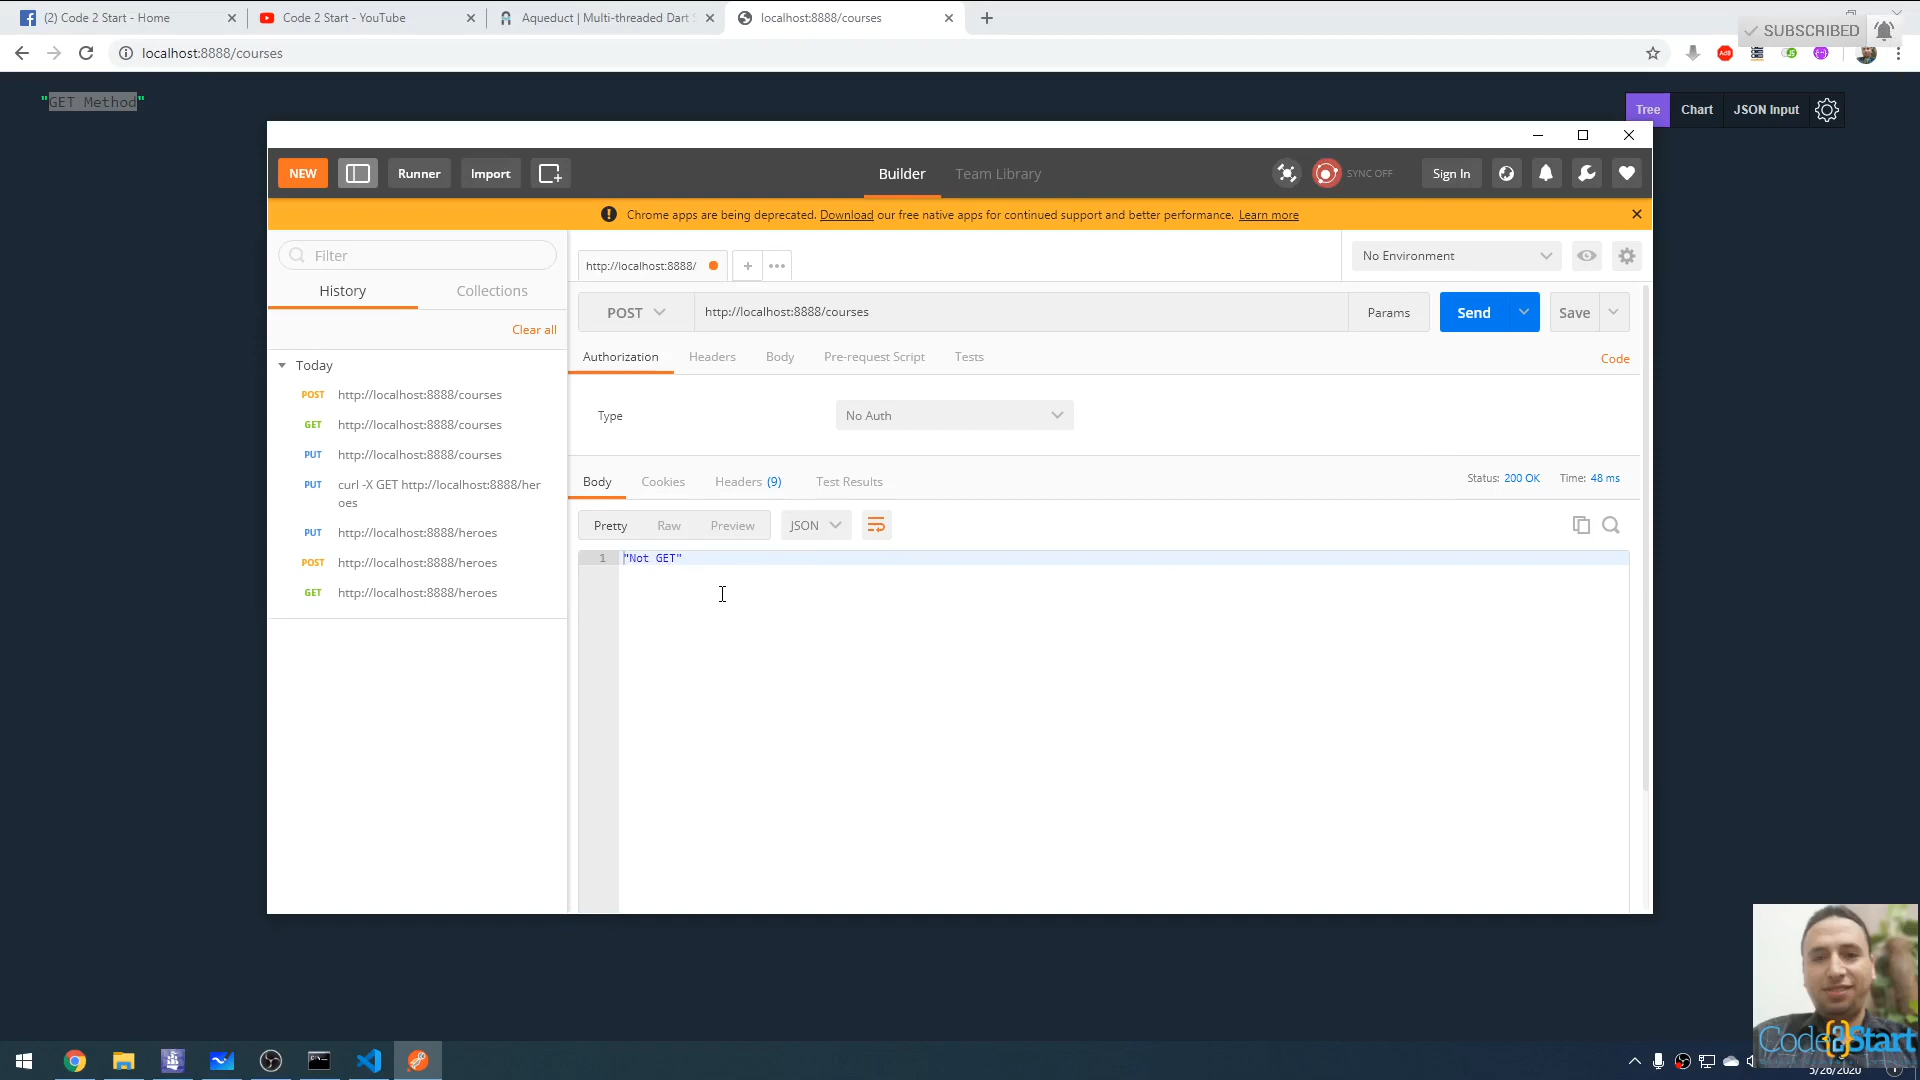 (2) Code 2 Start - Home
Code 2 Start - YouTube
Aqueduct | Multi-threaded Dart S
localhost:8888/courses
SUBSCRIBED
localhost:8888/courses
"GET Method"
Tree
Chart
JSON Input
NEW
Runner
Import
Builder
Team Library
SYNC OFF
Sign In
Chrome apps are being deprecated. Download our free native apps for continued support and better performance. Learn more
Filter
History
Collections
Clear all
Today
POST http://localhost:8888/courses
GET http://localhost:8888/courses
PUT http://localhost:8888/courses
PUT curl -X GET http://localhost:8888/her
oes
PUT http://localhost:8888/heroes
POST http://localhost:8888/heroes
GET http://localhost:8888/heroes
http://localhost:8888/
No Environment
POST
http://localhost:8888/courses
Params
Send
Save
Authorization
Headers
Body
Pre-request Script
Tests
Code
Type
No Auth
Body
Cookies
Headers (9)
Test Results
Status: 200 OK
Time: 48 ms
Pretty
Raw
Preview
JSON
1 "Not GET"
Code{2}Start
5/26/2020